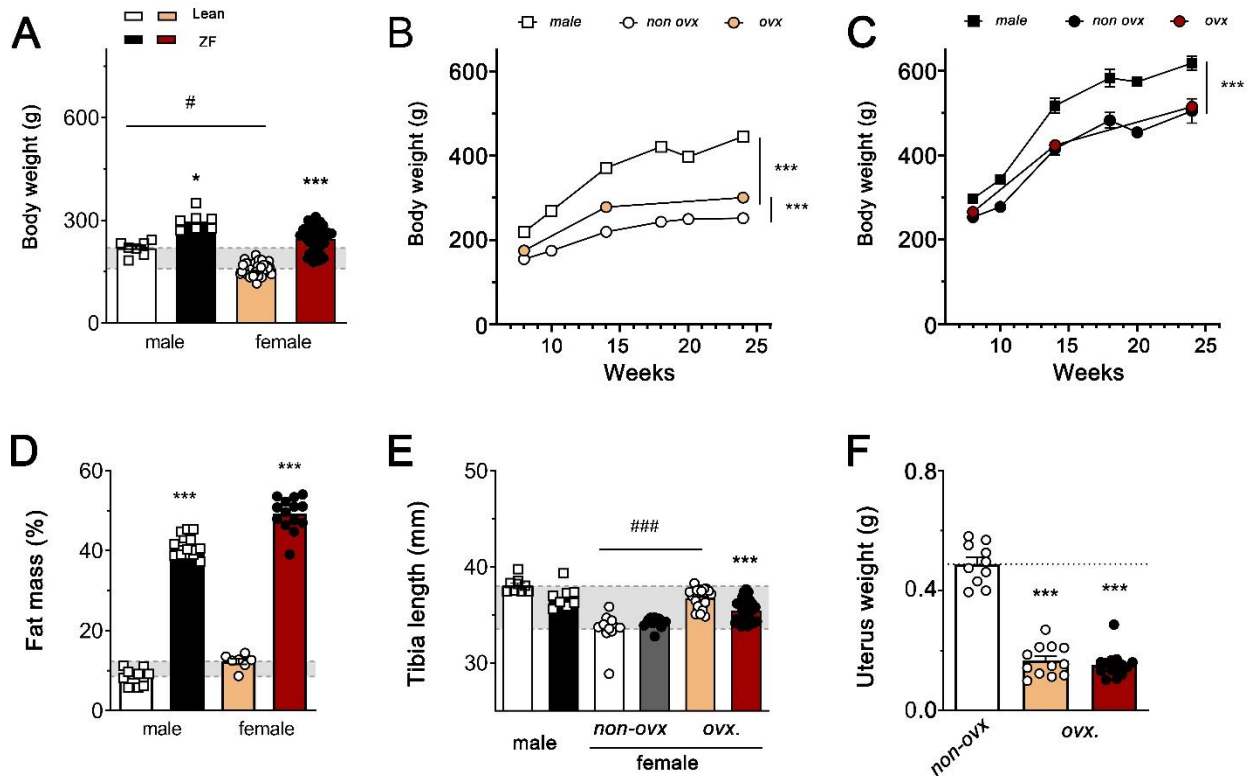 A
Lean
ZF
Body weight (g)
600
300
0
#
*
***
male
female
B
male
non ovx
ovx
Body weight (g)
600
400
200
0
***
***
10
15
20
25
Weeks
C
male
non ovx
ovx
Body weight (g)
600
400
200
0
***
10
15
20
25
Weeks
D
Fat mass (%)
60
40
20
0
***
***
male
female
E
Tibia length (mm)
50
40
30
###
***
male
non-ovx
ovx.
female
F
Uterus weight (g)
0.8
0.4
0.0
***
***
non-ovx
ovx.